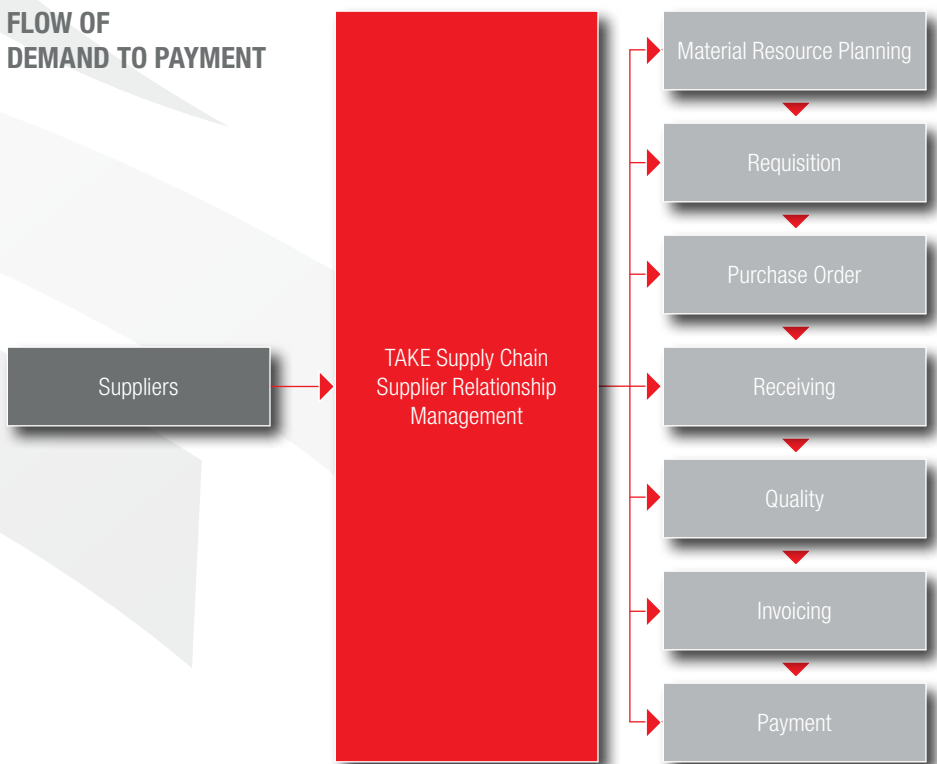 FLOW OF
DEMAND TO PAYMENT
Suppliers
TAKE Supply Chain
Supplier Relationship
Management
Material Resource Planning
Requisition
Purchase Order
Receiving
Quality
Invoicing
Payment